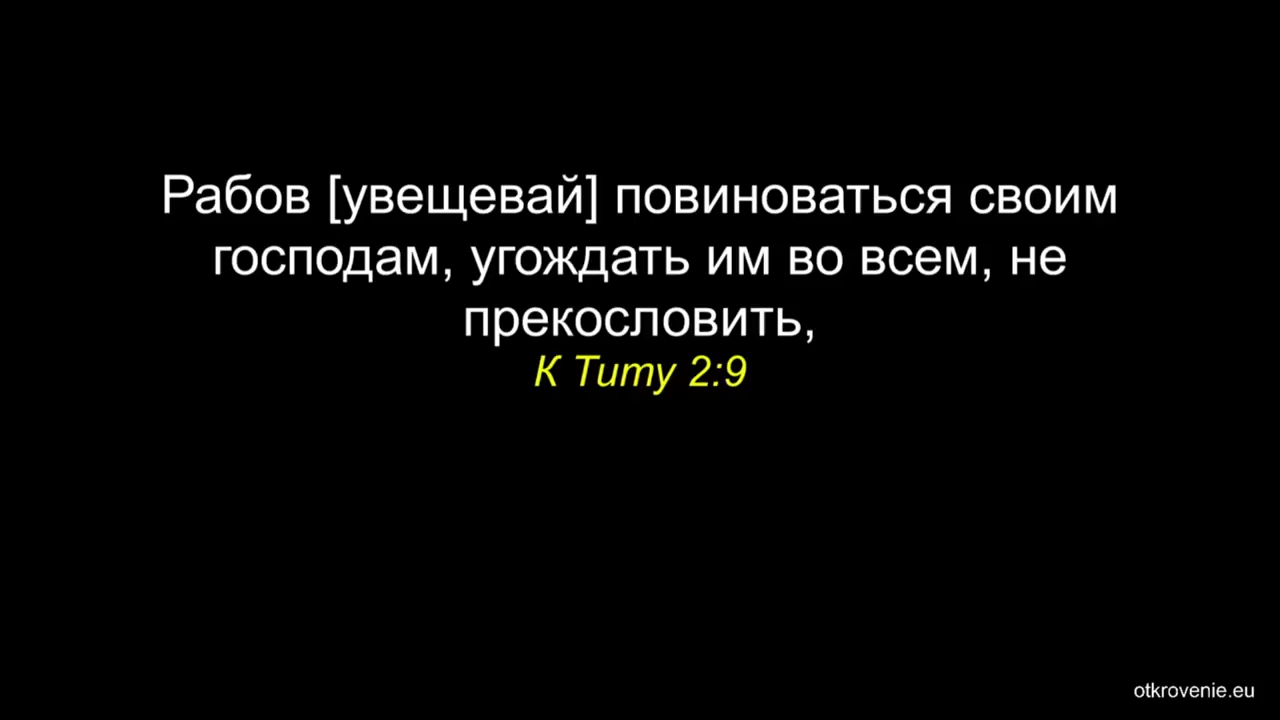 Рабов [увещевай] повиноваться своим
господам, угождать им во всем, не
прекословить,
К Титу 2:9
otkrovenie.eu